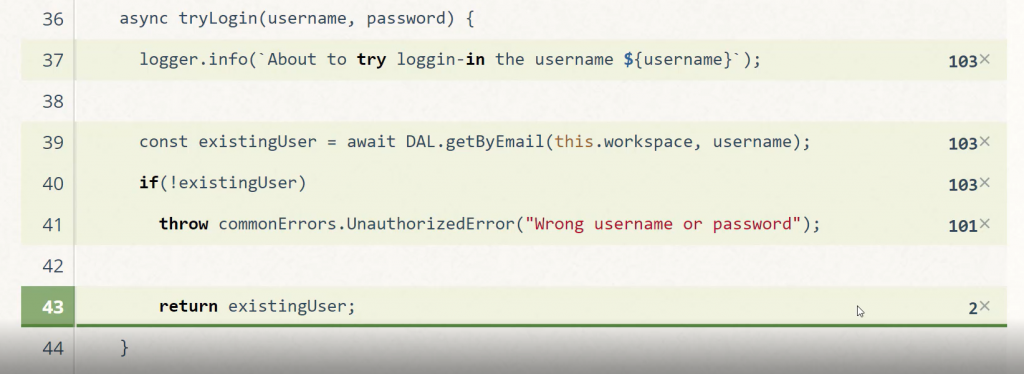 36 async tryLogin(username, password) {
37 logger.info(`About to try loggin-in the username ${username}`); 103×
38
39 const existingUser = await DAL.getByEmail(this.workspace, username); 103×
40 if(!existingUser) 103×
41 throw commonErrors.UnauthorizedError("Wrong username or password"); 101×
42
43 return existingUser; 2×
44 }